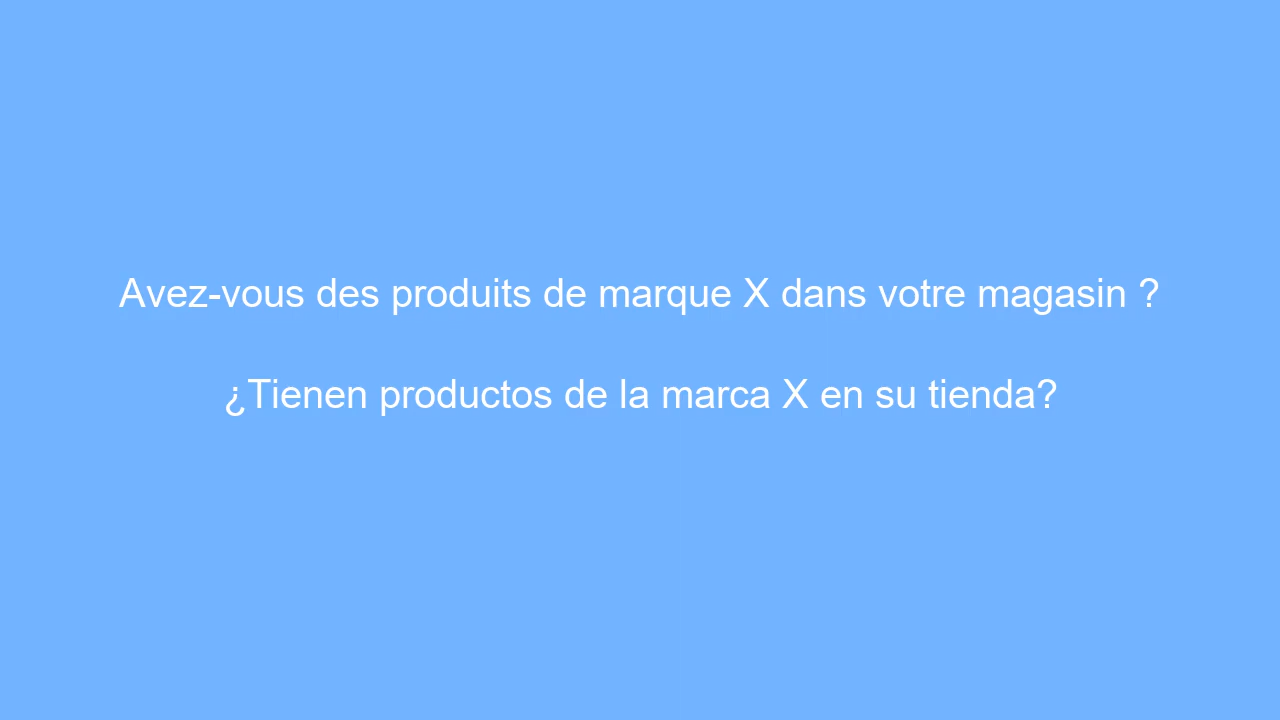 Avez-vous des produits de marque X dans votre magasin ?
¿Tienen productos de la marca X en su tienda?